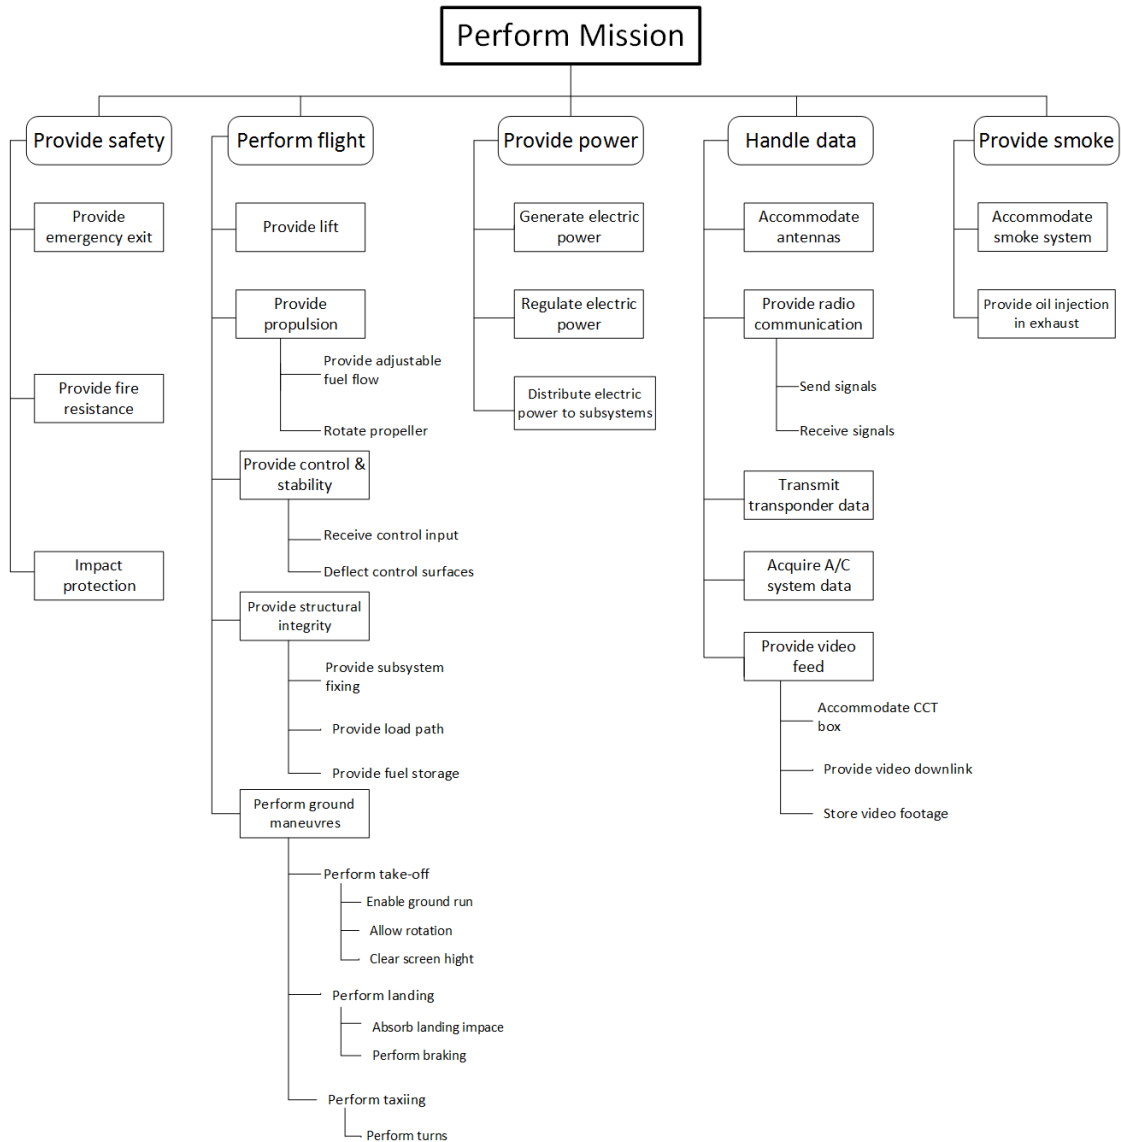 Perform Mission
Provide safety
Perform flight
Provide power
Handle data
Provide smoke
Provide
emergency exit
Provide fire
resistance
Impact
protection
Provide lift
Provide
propulsion
Provide adjustable
fuel flow
Rotate propeller
Provide control &
stability
Receive control input
Deflect control surfaces
Provide structural
integrity
Provide subsystem
fixing
Provide load path
Provide fuel storage
Perform ground
maneuvres
Perform take-off
Enable ground run
Allow rotation
Clear screen hight
Perform landing
Absorb landing impace
Perform braking
Perform taxiing
Perform turns
Generate electric
power
Regulate electric
power
Distribute electric
power to subsystems
Accommodate
antennas
Provide radio
communication
Send signals
Receive signals
Transmit
transponder data
Acquire A/C
system data
Provide video
feed
Accommodate CCT
box
Provide video downlink
Store video footage
Accommodate
smoke system
Provide oil injection
in exhaust